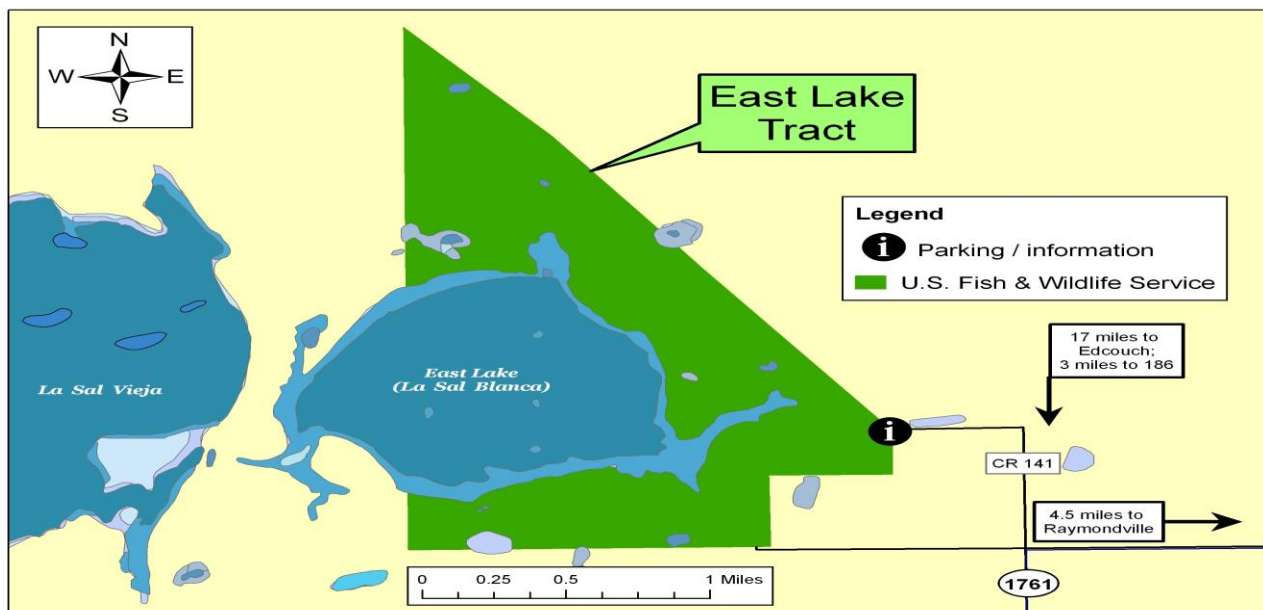 N
W E
S
East Lake
Tract
Legend
i Parking / information
U.S. Fish & Wildlife Service
17 miles to
Edcouch;
3 miles to 186
La Sal Vieja
East Lake
(La Sal Blanca)
i
CR 141
4.5 miles to
Raymondville
0 0.25 0.5 1 Miles
1761